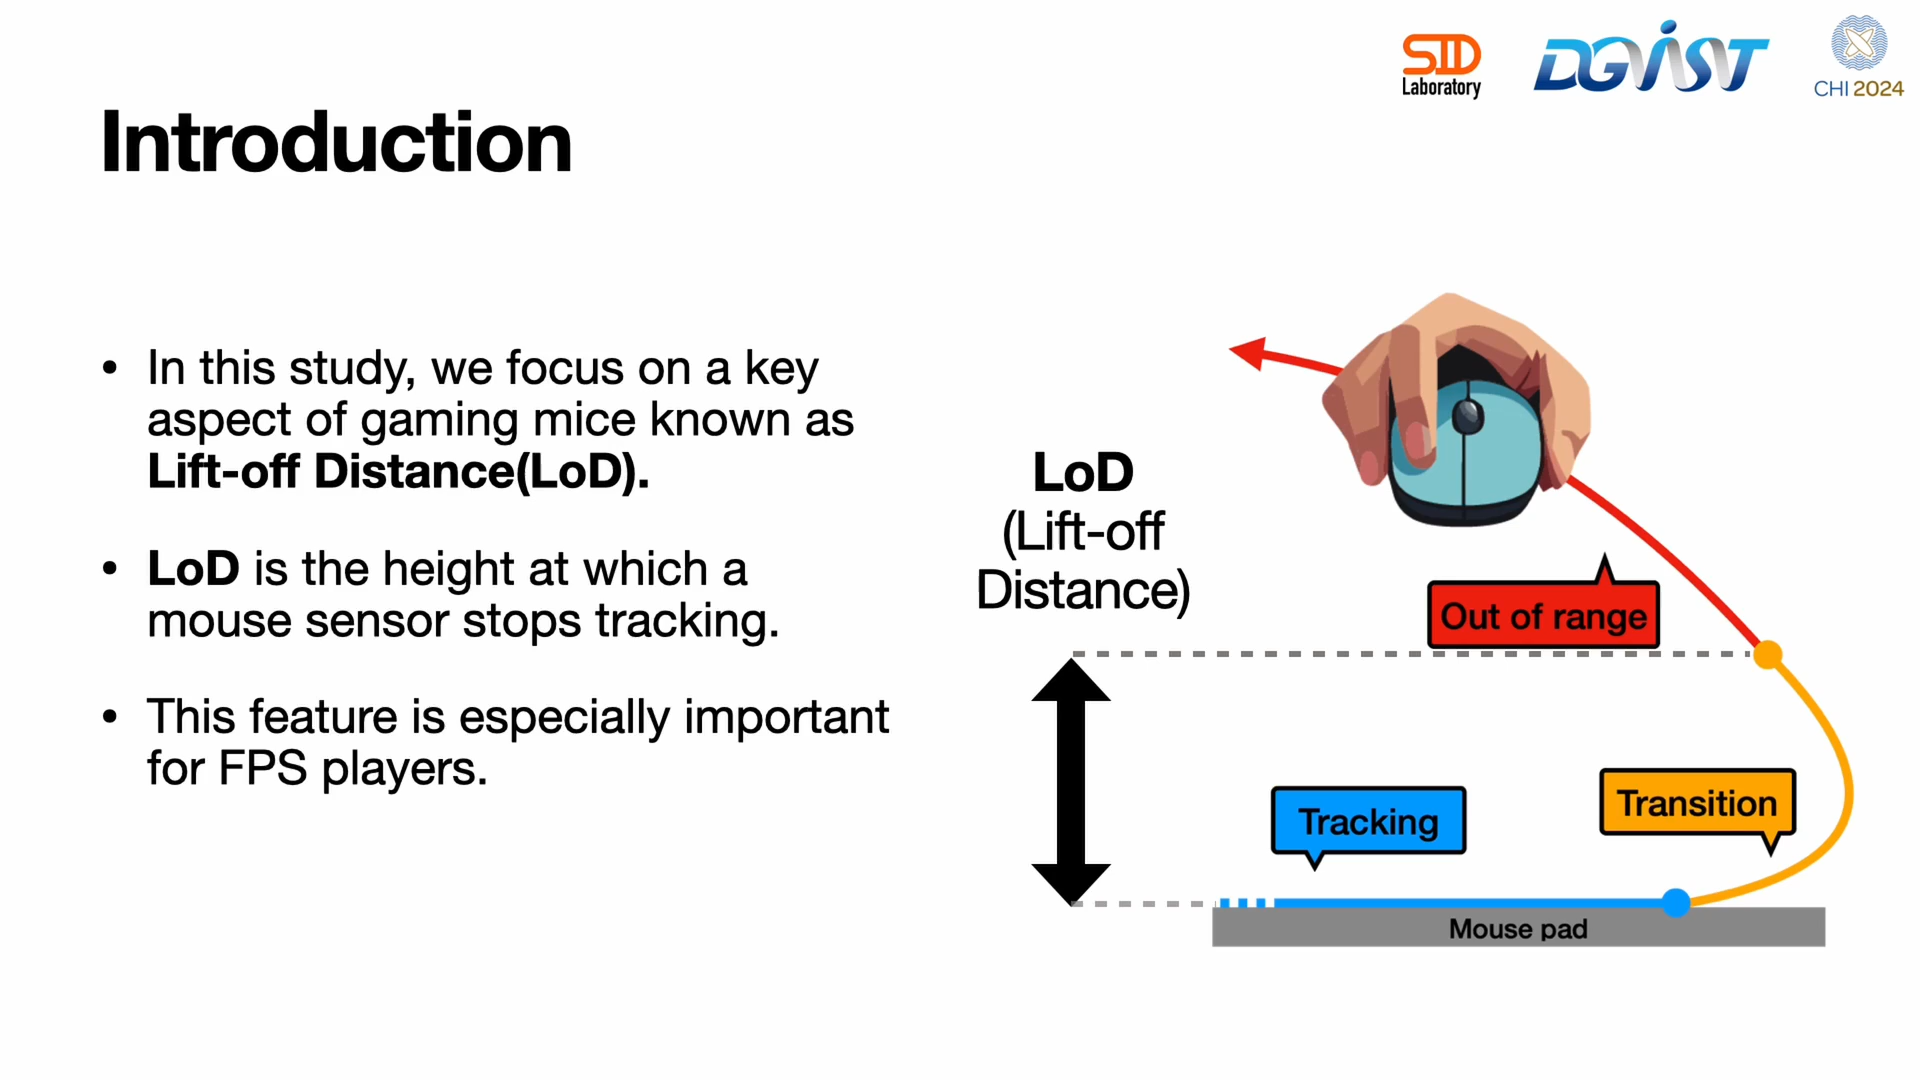 SID
Laboratory
DGIST
CHI 2024
Introduction
• In this study, we focus on a key
aspect of gaming mice known as
Lift-off Distance(LoD).
• LoD is the height at which a
mouse sensor stops tracking.
• This feature is especially important
for FPS players.
LoD
(Lift-off
Distance)
Out of range
Transition
Tracking
Mouse pad